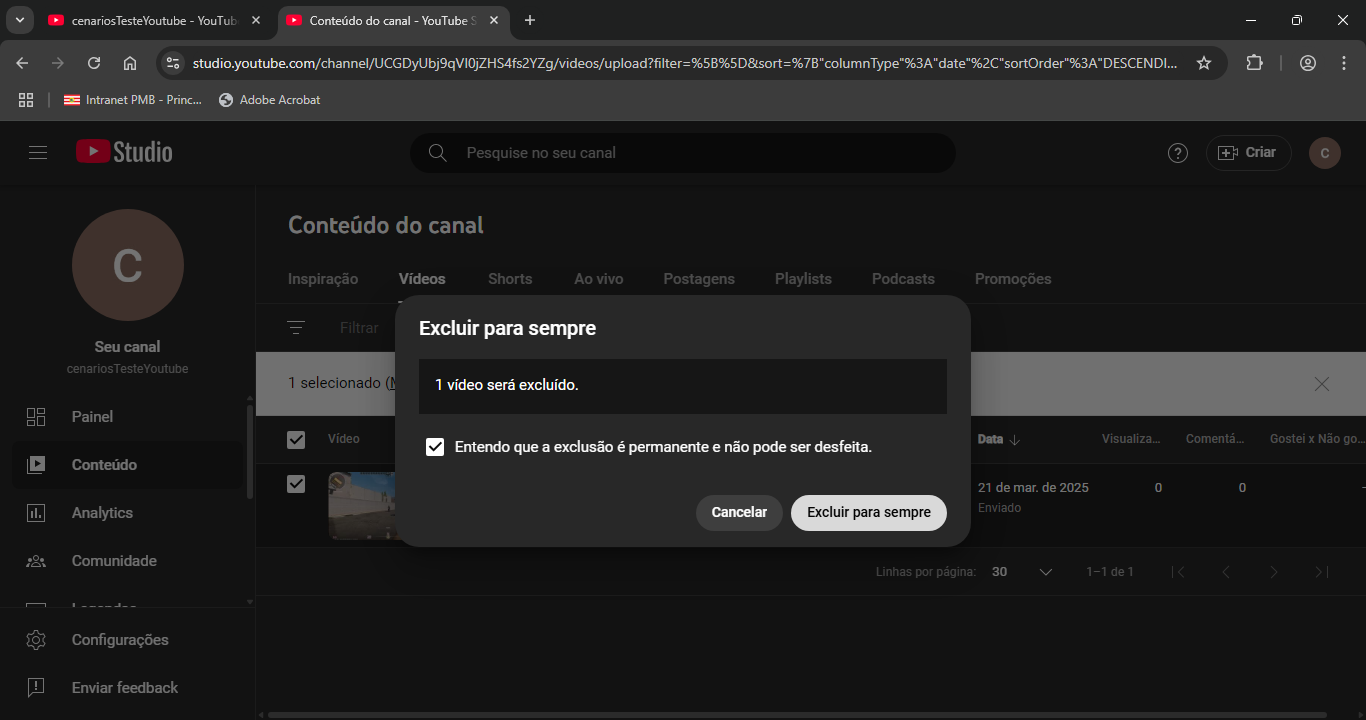 cenariosTesteYoutube - YouTub
Conteúdo do canal - YouTube S
studio.youtube.com/channel/UCGDyUbj9qVI0jZHS4fs2YZg/videos/upload?filter=%5B%5D&sort=%7B"columnType"%3A"date"%2C"sortOrder"%3A"DESCENDI...
Intranet PMB - Princ...
Adobe Acrobat
Studio
Pesquise no seu canal
Criar
C
C
Seu canal
cenariosTesteYoutube
Painel
Conteúdo
Analytics
Comunidade
Configurações
Enviar feedback
Conteúdo do canal
Inspiração Vídeos Shorts Ao vivo Postagens Playlists Podcasts Promoções
Filtrar
1 selecionado (
Vídeo Data Visualiza... Comentá... Gostei x Não go...
21 de mar. de 2025 0 0
Enviado
Linhas por página: 30 1–1 de 1
Excluir para sempre
1 vídeo será excluído.
Entendo que a exclusão é permanente e não pode ser desfeita.
Cancelar
Excluir para sempre